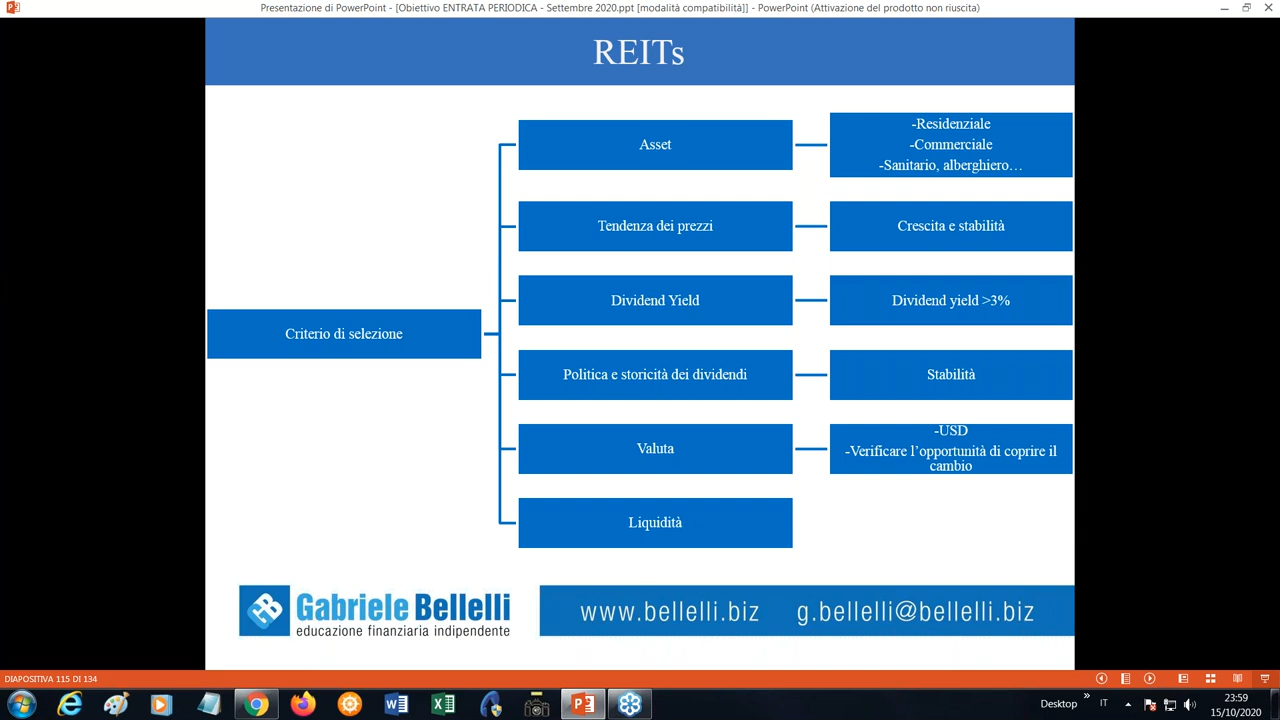 Presentazione di PowerPoint - [Obiettivo ENTRATA PERIODICA - Settembre 2020.ppt [modalità compatibilità]] - PowerPoint (Attivazione del prodotto non riuscita)
REITs
Criterio di selezione
Asset
-Residenziale
-Commerciale
-Sanitario, alberghiero…
Tendenza dei prezzi
Crescita e stabilità
Dividend Yield
Dividend yield >3%
Politica e storicità dei dividendi
Stabilità
Valuta
-USD
-Verificare l’opportunità di coprire il
cambio
Liquidità
Gabriele Bellelli
educazione finanziaria indipendente
www.bellelli.biz g.bellelli@bellelli.biz
DIAPOSITIVA 115 DI 134
Desktop
IT
23:59
15/10/2020